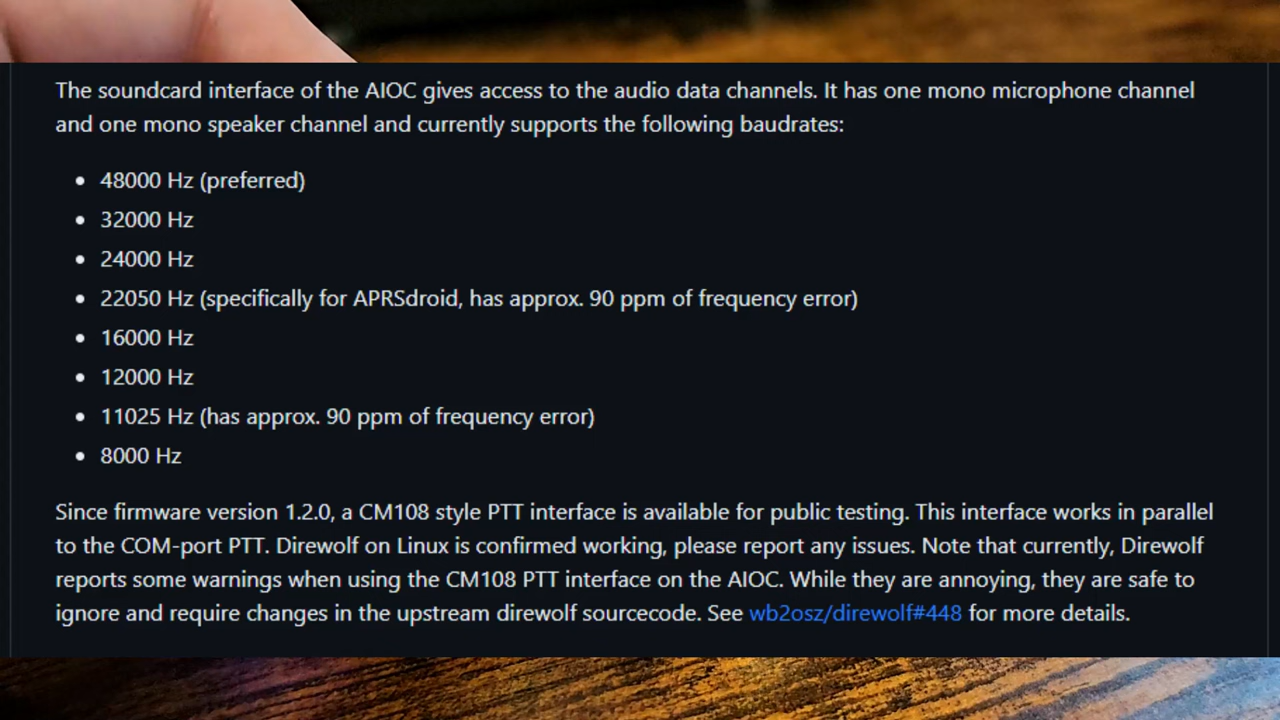 The soundcard interface of the AIOC gives access to the audio data channels. It has one mono microphone channel
and one mono speaker channel and currently supports the following baudrates:
• 48000 Hz (preferred)
• 32000 Hz
• 24000 Hz
• 22050 Hz (specifically for APRSdroid, has approx. 90 ppm of frequency error)
• 16000 Hz
• 12000 Hz
• 11025 Hz (has approx. 90 ppm of frequency error)
• 8000 Hz
Since firmware version 1.2.0, a CM108 style PTT interface is available for public testing. This interface works in parallel
to the COM-port PTT. Direwolf on Linux is confirmed working, please report any issues. Note that currently, Direwolf
reports some warnings when using the CM108 PTT interface on the AIOC. While they are annoying, they are safe to
ignore and require changes in the upstream direwolf sourcecode. See wb2osz/direwolf#448 for more details.